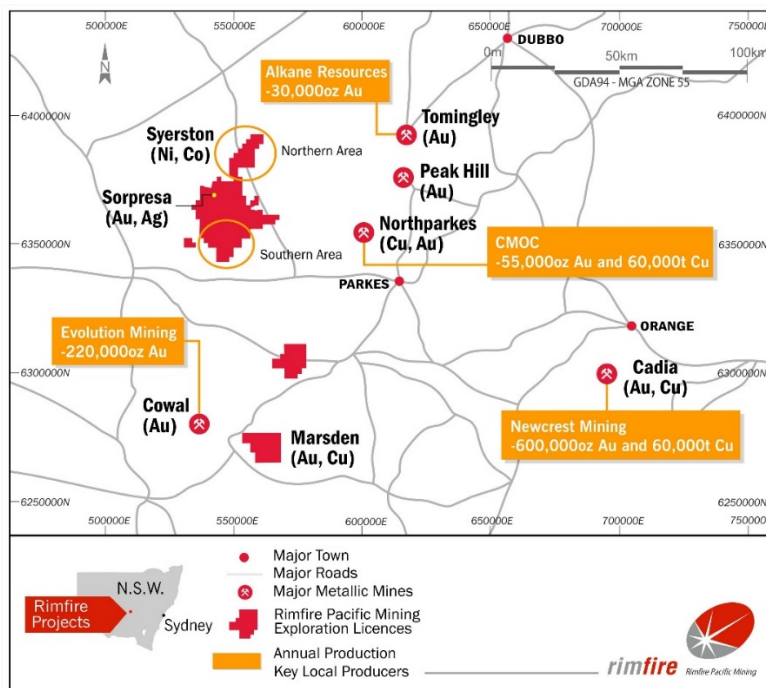 500000E
550000E
600000E
650000E
700000E
750000E
DUBBO
0m
50km
100km
GDA94 - MGA ZONE 55
N
Alkane Resources
-30,000oz Au
6400000N
6400000N
Tomingley
(Au)
Syerston
(Ni, Co)
Northern Area
Peak Hill
(Au)
Sorpresa
(Au, Ag)
Northparkes
(Cu, Au)
CMOC
-55,000oz Au and 60,000t Cu
6350000N
6350000N
Southern Area
PARKES
Evolution Mining
-220,000oz Au
ORANGE
6300000N
6300000N
Cadia
(Au, Cu)
Cowal
(Au)
Newcrest Mining
-600,000oz Au and 60,000t Cu
Marsden
(Au, Cu)
6250000N
6250000N
500000E
550000E
600000E
650000E
700000E
750000E
N.S.W.
Rimfire
Projects
Sydney
Major Town
Major Roads
Major Metallic Mines
Rimfire Pacific Mining
Exploration Licences
Annual Production
Key Local Producers
rimfire
Rimfire Pacific Mining